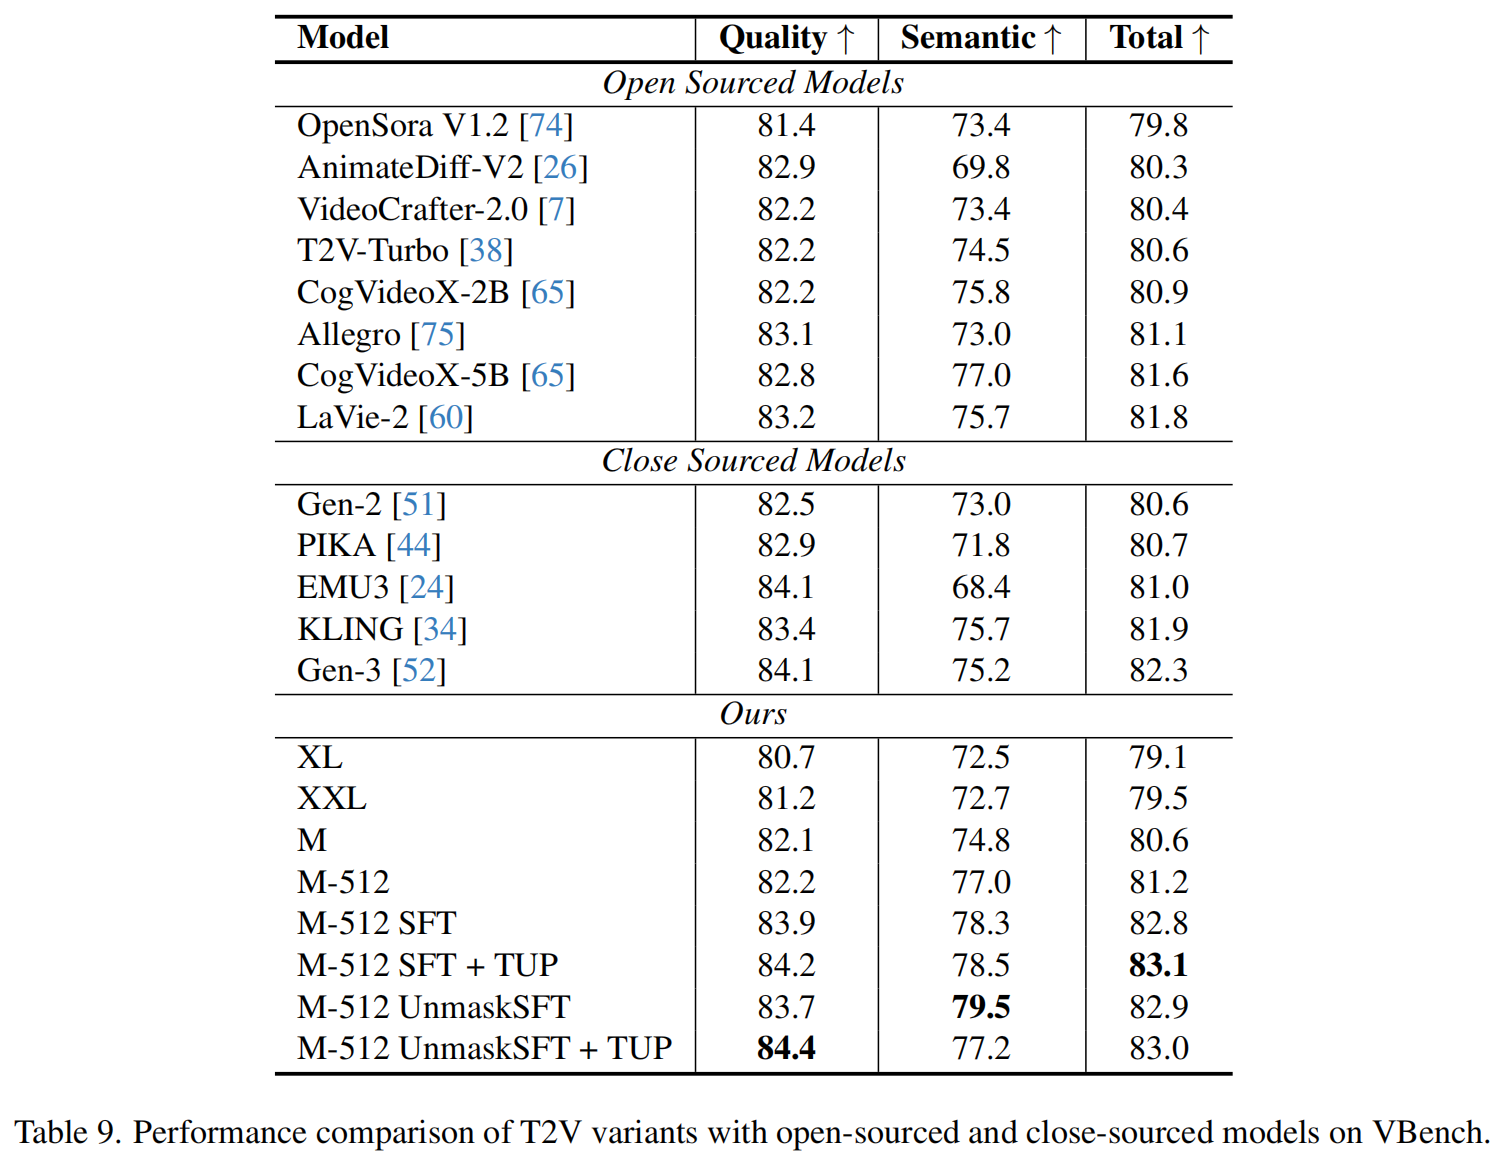 Model Quality ↑ Semantic ↑ Total ↑
Open Sourced Models
OpenSora V1.2 [74] 81.4 73.4 79.8
AnimateDiff-V2 [26] 82.9 69.8 80.3
VideoCrafter-2.0 [7] 82.2 73.4 80.4
T2V-Turbo [38] 82.2 74.5 80.6
CogVideoX-2B [65] 82.2 75.8 80.9
Allegro [75] 83.1 73.0 81.1
CogVideoX-5B [65] 82.8 77.0 81.6
LaVie-2 [60] 83.2 75.7 81.8
Close Sourced Models
Gen-2 [51] 82.5 73.0 80.6
PIKA [44] 82.9 71.8 80.7
EMU3 [24] 84.1 68.4 81.0
KLING [34] 83.4 75.7 81.9
Gen-3 [52] 84.1 75.2 82.3
Ours
XL 80.7 72.5 79.1
XXL 81.2 72.7 79.5
M 82.1 74.8 80.6
M-512 82.2 77.0 81.2
M-512 SFT 83.9 78.3 82.8
M-512 SFT + TUP 84.2 78.5 83.1
M-512 UnmaskSFT 83.7 79.5 82.9
M-512 UnmaskSFT + TUP 84.4 77.2 83.0
Table 9. Performance comparison of T2V variants with open-sourced and close-sourced models on VBench.